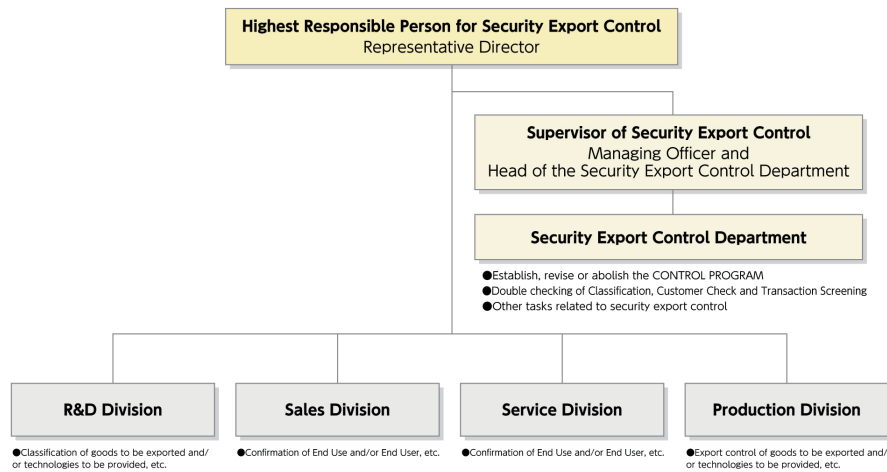 Highest Responsible Person for Security Export Control
Representative Director
Supervisor of Security Export Control
Managing Officer and
Head of the Security Export Control Department
Security Export Control Department
●Establish, revise or abolish the CONTROL PROGRAM
●Double checking of Classification, Customer Check and Transaction Screening
●Other tasks related to security export control
R&D Division
●Classification of goods to be exported and/
or technologies to be provided, etc.
Sales Division
●Confirmation of End Use and/or End User, etc.
Service Division
●Confirmation of End Use and/or End User, etc.
Production Division
●Export control of goods to be exported and/
or technologies to be provided, etc.